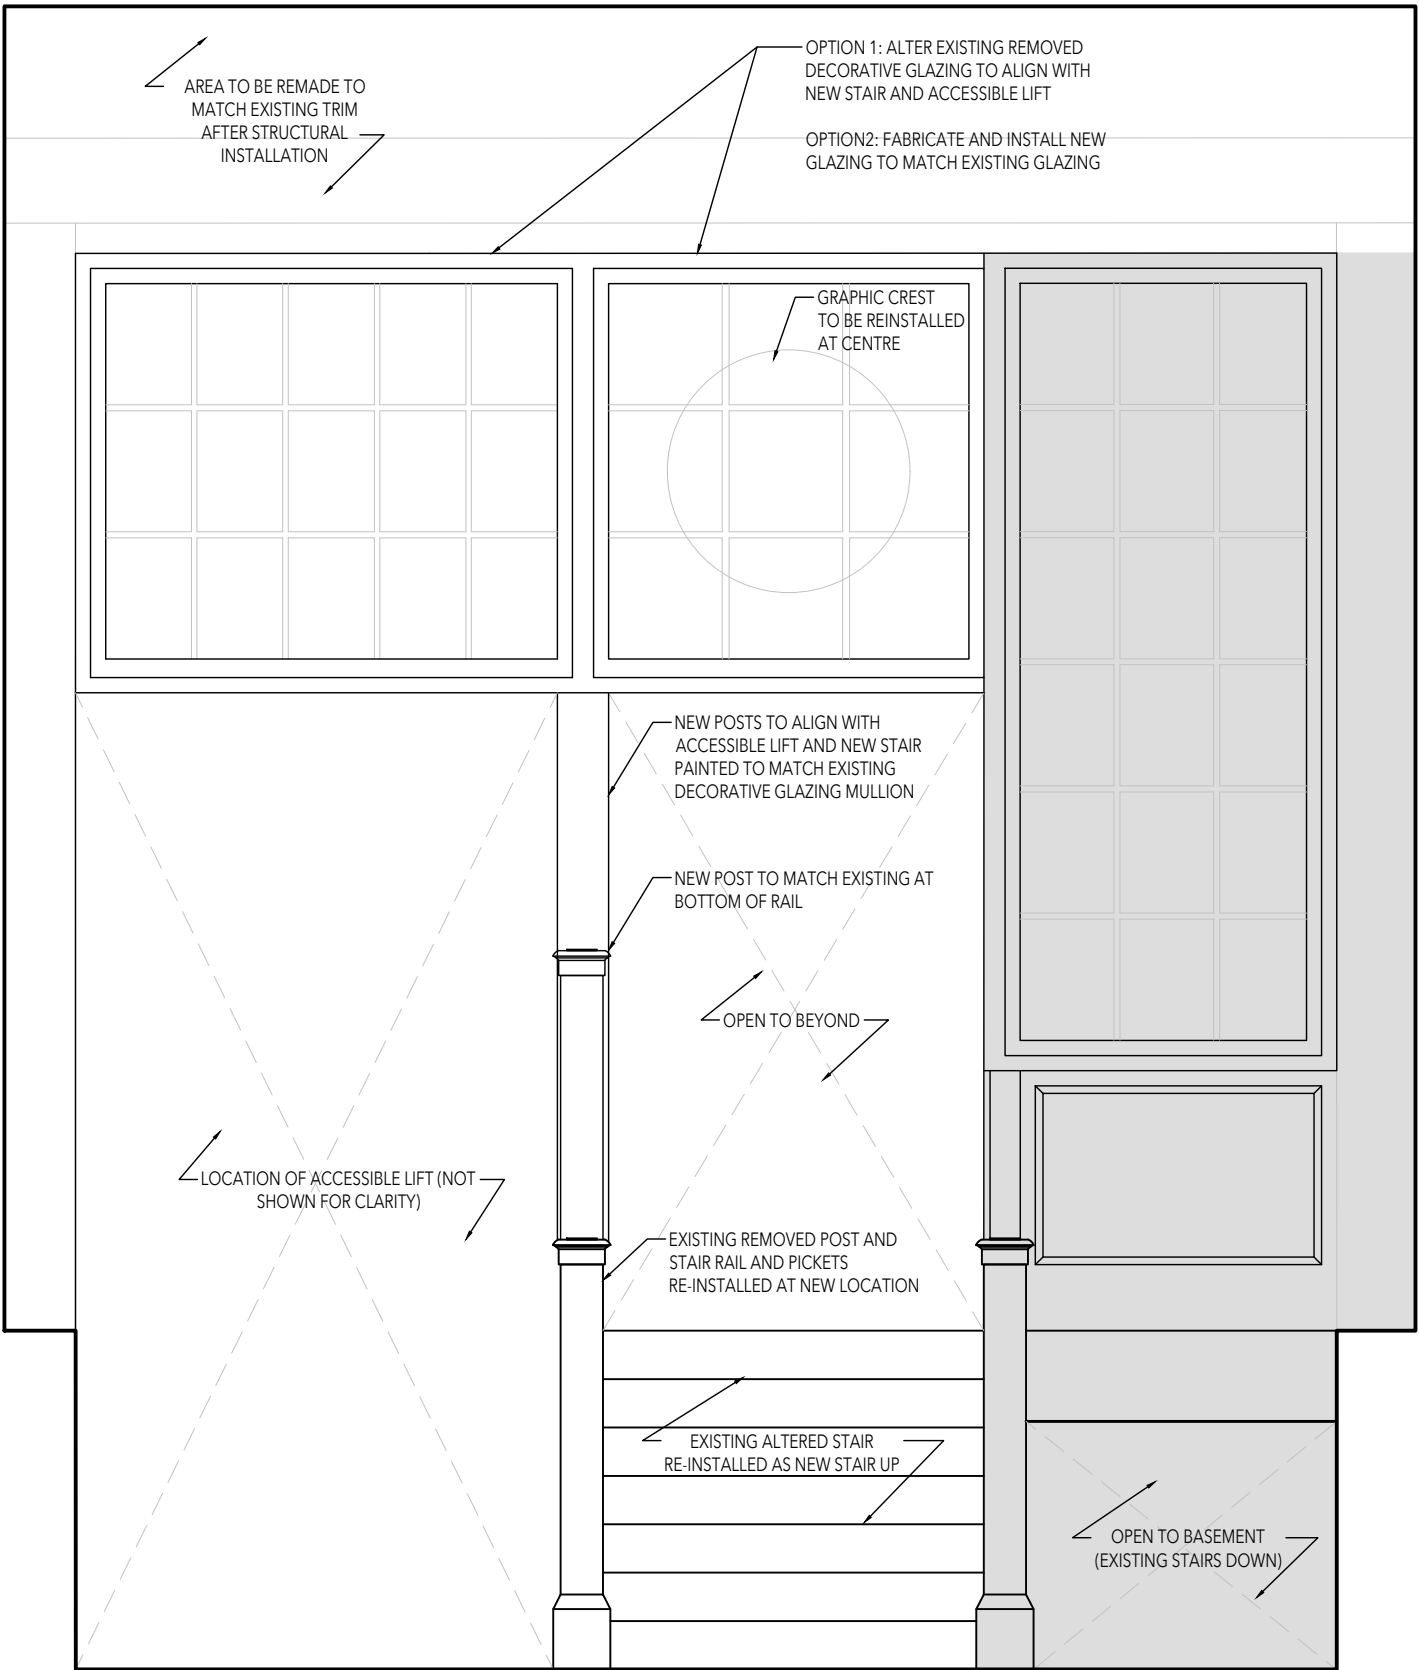 AREA TO BE REMADE TO
MATCH EXISTING TRIM
AFTER STRUCTURAL
INSTALLATION
OPTION 1: ALTER EXISTING REMOVED
DECORATIVE GLAZING TO ALIGN WITH
NEW STAIR AND ACCESSIBLE LIFT
OPTION2: FABRICATE AND INSTALL NEW
GLAZING TO MATCH EXISTING GLAZING
GRAPHIC CREST
TO BE REINSTALLED
AT CENTRE
NEW POSTS TO ALIGN WITH
ACCESSIBLE LIFT AND NEW STAIR
PAINTED TO MATCH EXISTING
DECORATIVE GLAZING MULLION
NEW POST TO MATCH EXISTING AT
BOTTOM OF RAIL
OPEN TO BEYOND
LOCATION OF ACCESSIBLE LIFT (NOT
SHOWN FOR CLARITY)
EXISTING REMOVED POST AND
STAIR RAIL AND PICKETS
RE-INSTALLED AT NEW LOCATION
EXISTING ALTERED STAIR
RE-INSTALLED AS NEW STAIR UP
OPEN TO BASEMENT
(EXISTING STAIRS DOWN)